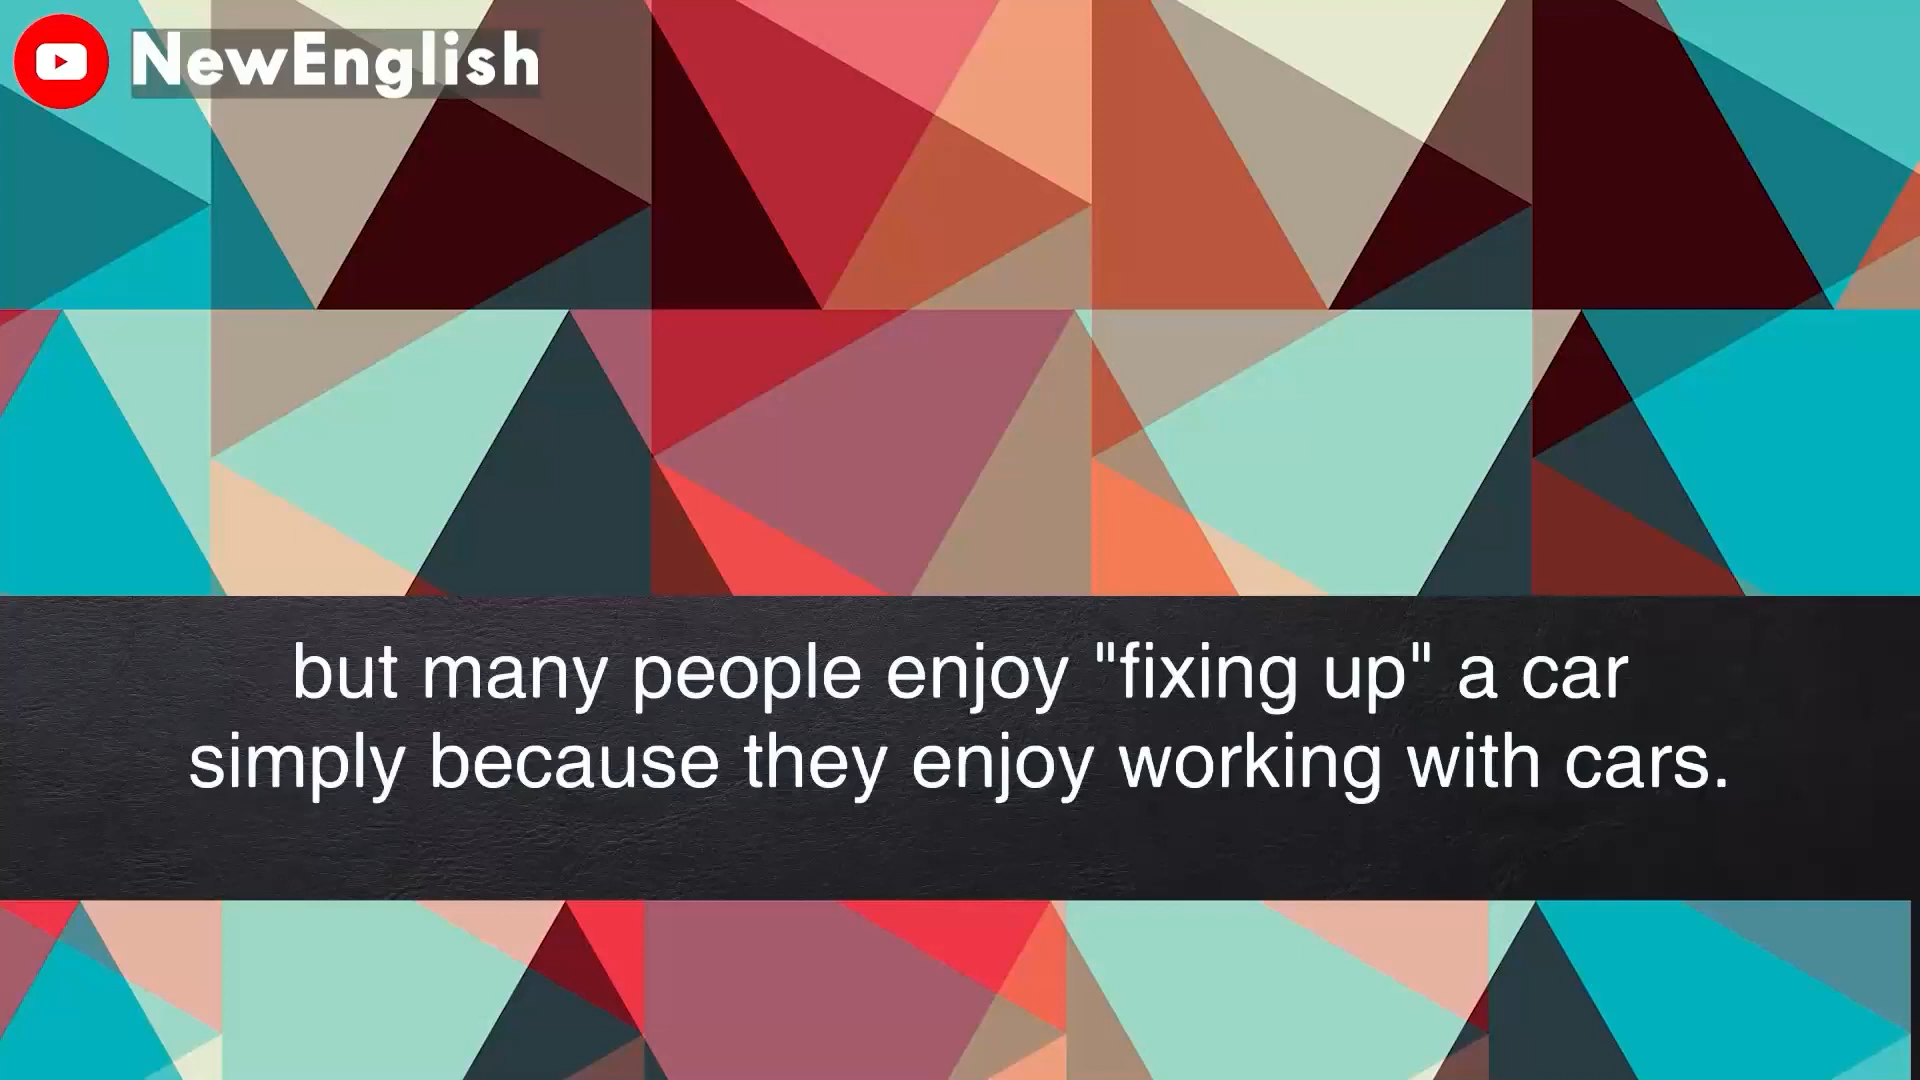 NewEnglish
but many people enjoy "fixing up" a car
simply because they enjoy working with cars.